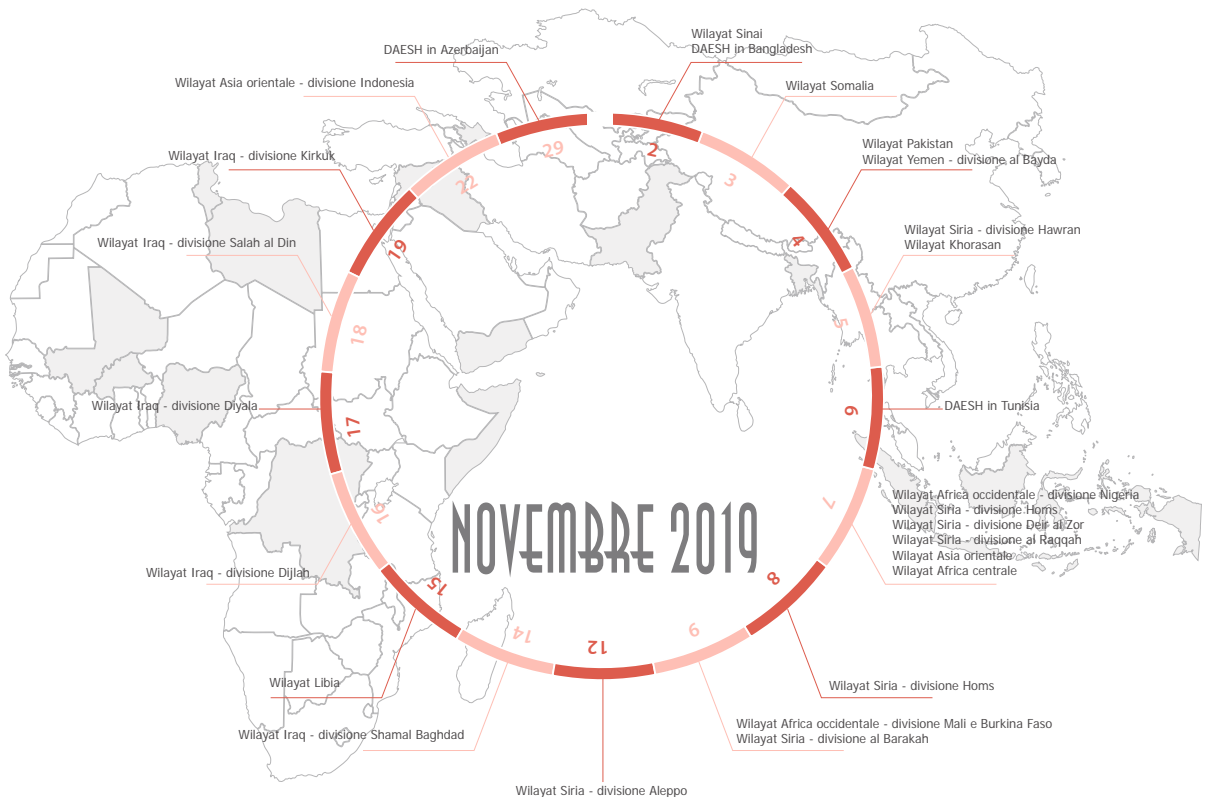 Wilayat Sinai
DAESH in Bangladesh
DAESH in Azerbaijan
Wilayat Asia orientale - divisione Indonesia
Wilayat Somalia
Wilayat Pakistan
Wilayat Yemen - divisione al Bayda
Wilayat Iraq - divisione Kirkuk
29
2
22
3
Wilayat Siria - divisione Hawran
Wilayat Khorasan
Wilayat Iraq - divisione Salah al Din
19
4
18
5
Wilayat Iraq - divisione Diyala
17
6
DAESH in Tunisia
16
7
Wilayat Africa occidentale - divisione Nigeria
Wilayat Siria - divisione Homs
Wilayat Siria - divisione Deir al Zor
Wilayat Siria - divisione al Raqqah
Wilayat Asia orientale
Wilayat Africa centrale
NOVEMBRE 2019
Wilayat Iraq - divisione Dijlah
15
8
14
12
9
Wilayat Libia
Wilayat Siria - divisione Homs
Wilayat Iraq - divisione Shamal Baghdad
Wilayat Africa occidentale - divisione Mali e Burkina Faso
Wilayat Siria - divisione al Barakah
Wilayat Siria - divisione Aleppo